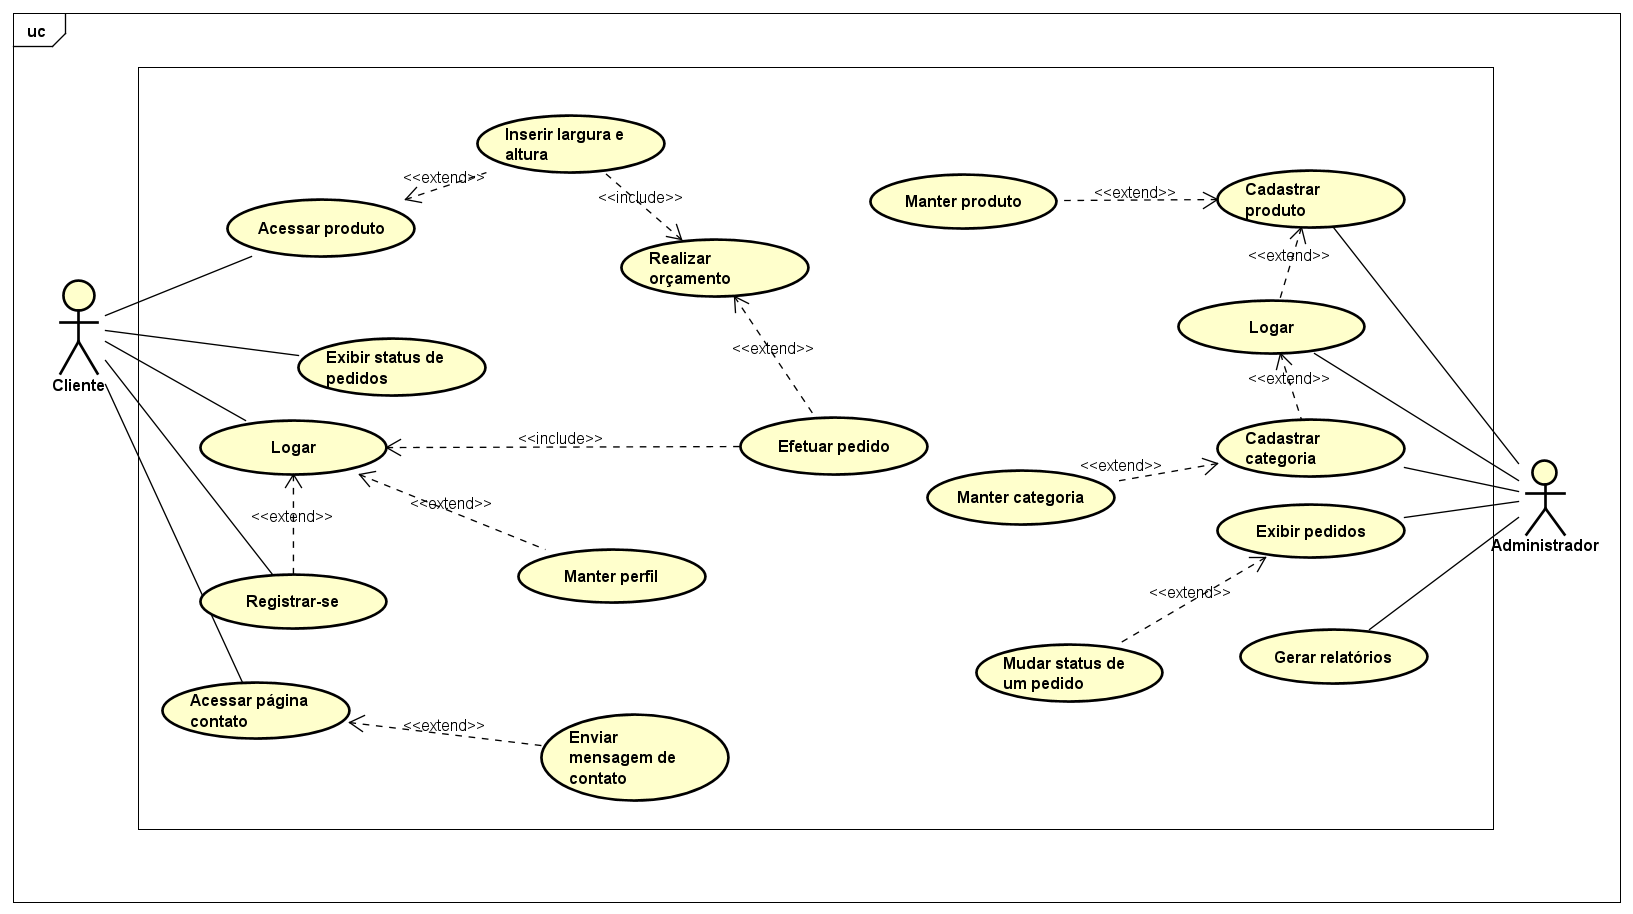 uc
Inserir largura e
altura
<<extend>>
<<include>>
Acessar produto
Realizar
orçamento
Manter produto
<<extend>>
Cadastrar
produto
<<extend>>
Logar
<<extend>>
Cliente
Exibir status de
pedidos
<<extend>>
Logar
<<include>>
Efetuar pedido
Cadastrar
categoria
<<extend>>
Manter categoria
<<extend>>
<<extend>>
Exibir pedidos
Administrador
Registrar-se
Manter perfil
<<extend>>
Mudar status de
um pedido
Gerar relatórios
Acessar página
contato
<<extend>>
Enviar
mensagem de
contato